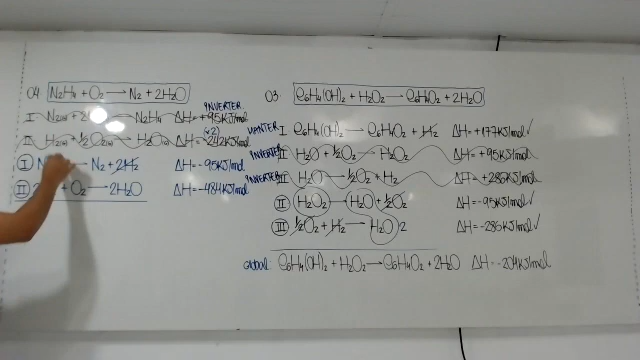 04 N₂H₄ + O₂ → N₂ + 2H₂O
INVERTER
I N₂(g) + 2 N₂H₄ ΔH° = +95KJ/mol
(x2)
II H₂(g) + ½O₂(g) → H₂O(g) ΔH = -242KJ/mol
I N → N₂ + 2H₂ ΔH = -95KJ/mol
II 2 + O₂ → 2H₂O ΔH = -484KJ/mol
03 C₆H₄(OH)₂ + H₂O₂ → C₆H₄O₂ + 2H₂O
MANTER I. C₆H₄(OH)₂ → C₆H₄O₂ + H₂ ΔH = +177KJ/mol ✓
INVERTER II H₂O + ½O₂ → H₂O₂ ΔH = +95KJ/mol
INVERTER III H₂O → ½O₂ + H₂ ΔH = +286KJ/mol
II H₂O₂ → H₂O + ½O₂ ΔH = -95KJ/mol ✓
III ½O₂ + H₂ → H₂O 2 ΔH = -286KJ/mol ✓
Global: C₆H₄(OH)₂ + H₂O₂ → C₆H₄O₂ + 2H₂O ΔH = -204KJ/mol